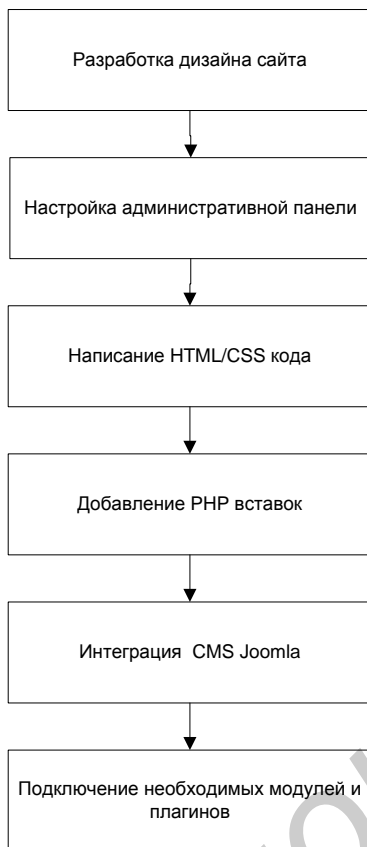 Разработка дизайна сайта
Настройка административной панели
Написание HTML/CSS кода
Добавление PHP вставок
Интеграция CMS Joomla
Подключение необходимых модулей и
плагинов